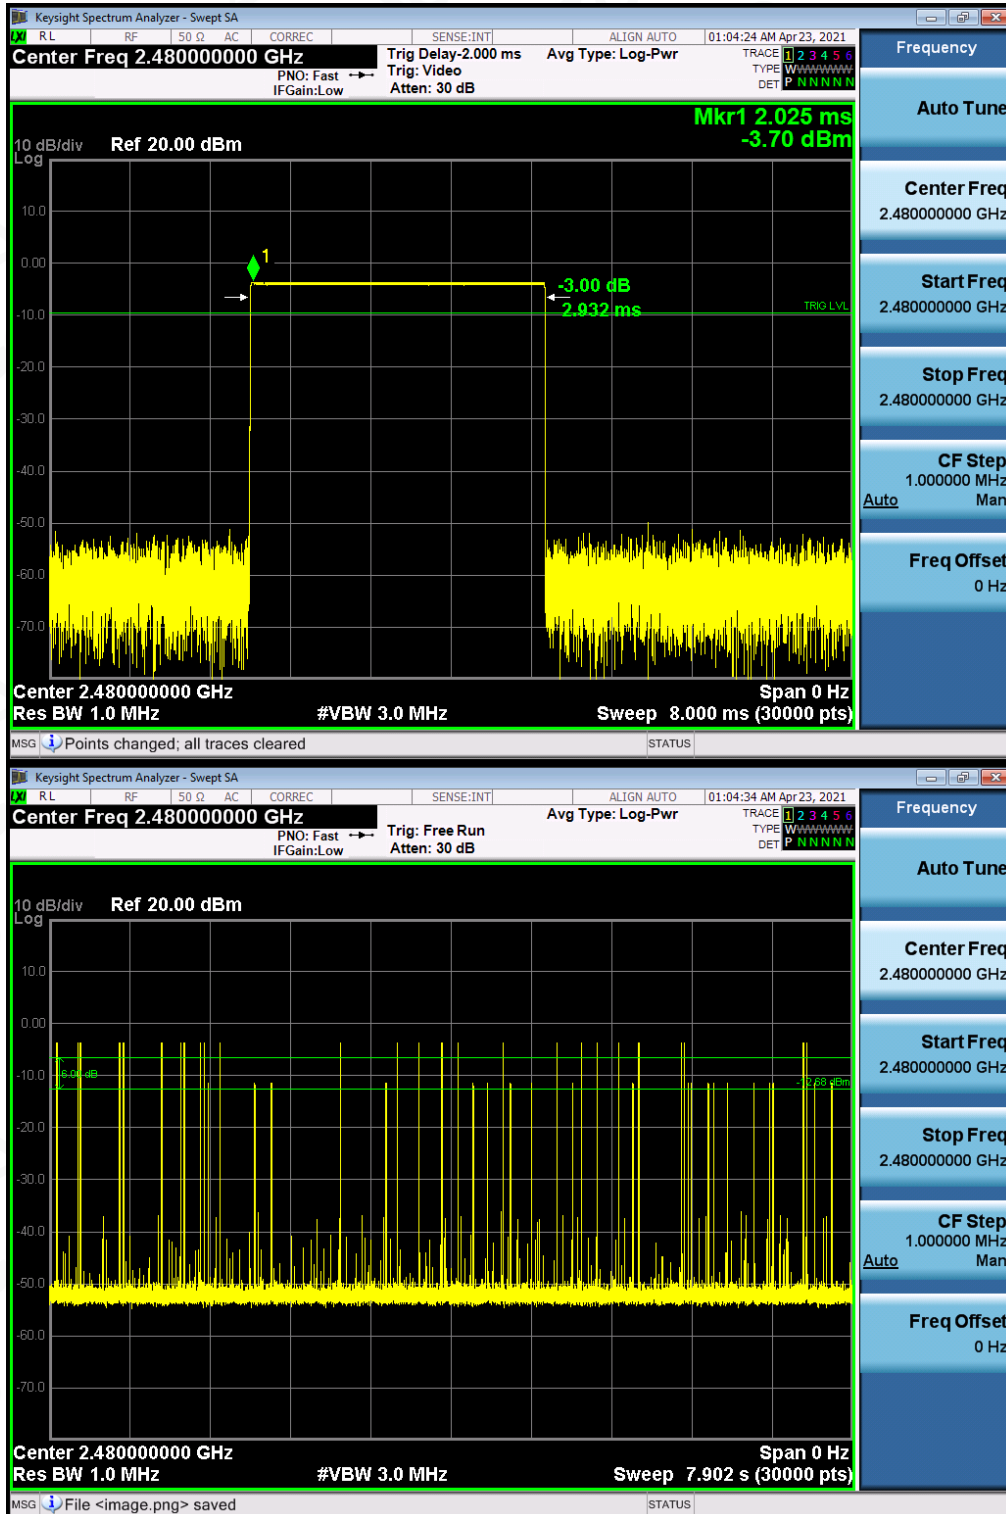 Keysight Spectrum Analyzer - Swept SA
LXI RL RF 50 Ω AC CORREC SENSE:INT ALIGN AUTO 01:04:24 AM Apr 23, 2021
Center Freq 2.480000000 GHz
PNO: Fast
IFGain:Low
Trig Delay-2.000 ms
Trig: Video
Atten: 30 dB
Avg Type: Log-Pwr
TRACE 1 2 3 4 5 6
TYPE WWWWWW
DET P N N N N N
Mkr1 2.025 ms
-3.70 dBm
10 dB/div Ref 20.00 dBm
Log
10.0
0.00
-10.0
-20.0
-30.0
-40.0
-50.0
-60.0
-70.0
1
-3.00 dB
2.932 ms
TRIG LVL
Center 2.480000000 GHz Span 0 Hz
Res BW 1.0 MHz #VBW 3.0 MHz Sweep 8.000 ms (30000 pts)
MSG Points changed; all traces cleared STATUS
Frequency
Auto Tune
Center Freq
2.480000000 GHz
Start Freq
2.480000000 GHz
Stop Freq
2.480000000 GHz
CF Step
1.000000 MHz
Auto Man
Freq Offset
0 Hz
Keysight Spectrum Analyzer - Swept SA
LXI RL RF 50 Ω AC CORREC SENSE:INT ALIGN AUTO 01:04:34 AM Apr 23, 2021
Center Freq 2.480000000 GHz
PNO: Fast
IFGain:Low
Trig: Free Run
Atten: 30 dB
Avg Type: Log-Pwr
TRACE 1 2 3 4 5 6
TYPE WWWWWW
DET P N N N N N
10 dB/div Ref 20.00 dBm
Log
10.0
0.00
-10.0
-20.0
-30.0
-40.0
-50.0
-60.0
-70.0
dB
dBm
Center 2.480000000 GHz Span 0 Hz
Res BW 1.0 MHz #VBW 3.0 MHz Sweep 7.902 s (30000 pts)
MSG File <image.png> saved STATUS
Frequency
Auto Tune
Center Freq
2.480000000 GHz
Start Freq
2.480000000 GHz
Stop Freq
2.480000000 GHz
CF Step
1.000000 MHz
Auto Man
Freq Offset
0 Hz